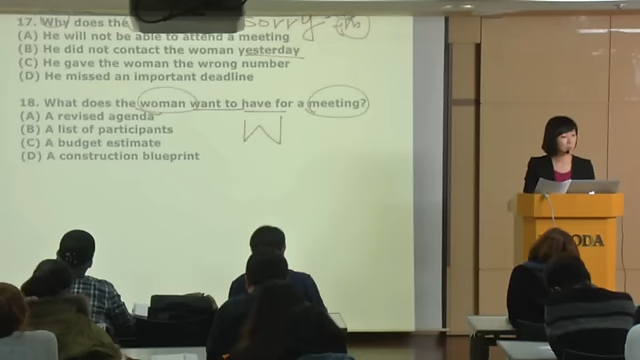 17. Why does the
sorry
(A) He will not be able to attend a meeting
(B) He did not contact the woman yesterday
(C) He gave the woman the wrong number
(D) He missed an important deadline
18. What does the woman want to have for a meeting?
(A) A revised agenda
(B) A list of participants
(C) A budget estimate
(D) A construction blueprint
W
ODA